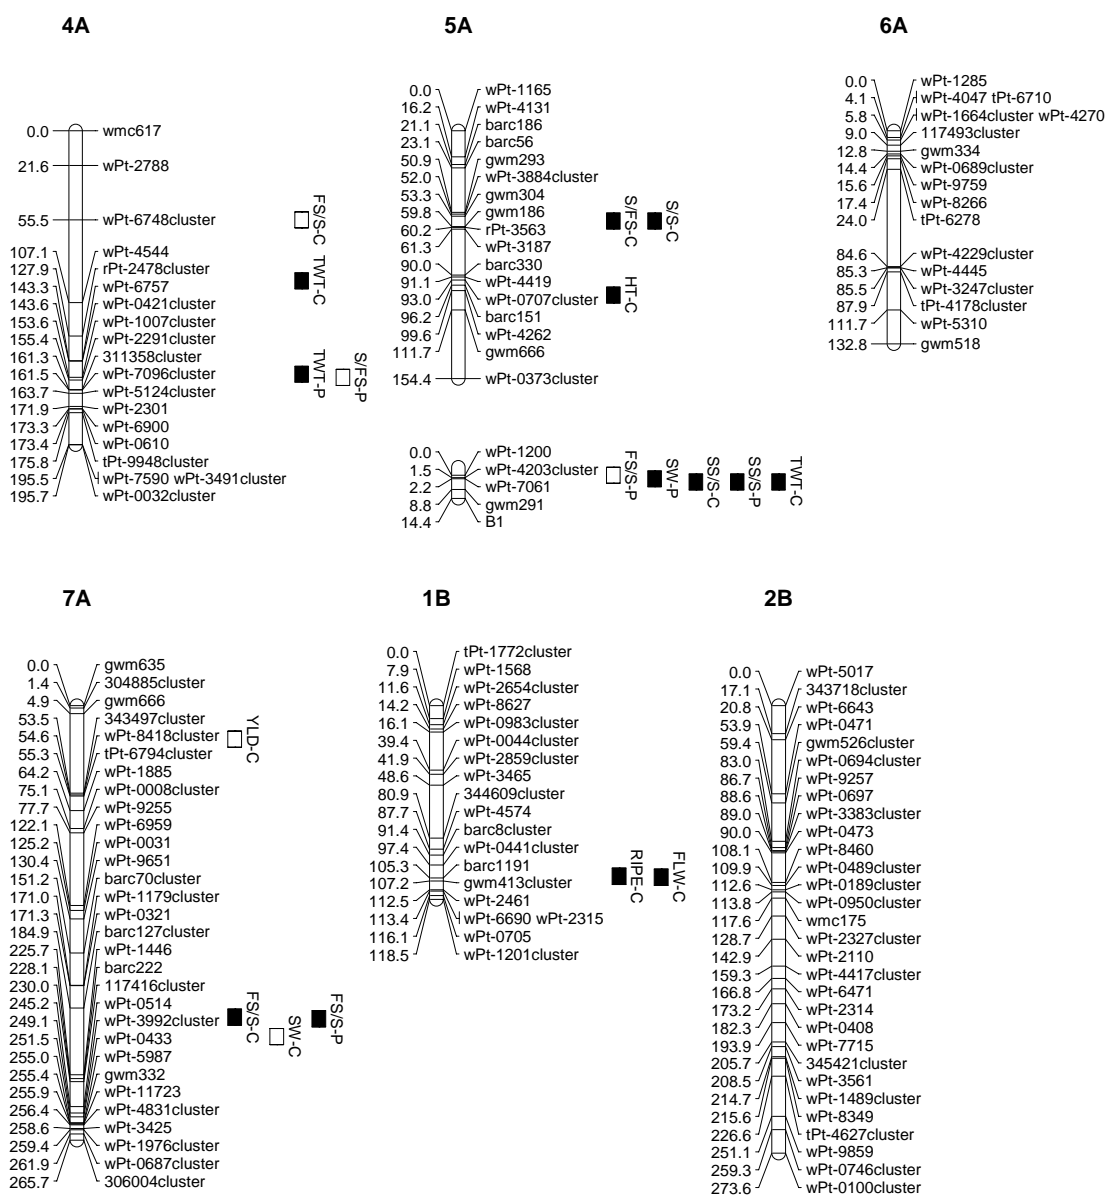 4A
0.0 wmc617
21.6 wPt-2788
55.5 wPt-6748cluster
107.1 wPt-4544
127.9 rPt-2478cluster
143.3 wPt-6757
143.6 wPt-0421cluster
153.6 wPt-1007cluster
155.4 wPt-2291cluster
161.3 311358cluster
161.5 wPt-7096cluster
163.7 wPt-5124cluster
171.9 wPt-2301
173.3 wPt-6900
173.4 wPt-0610
175.8 tPt-9948cluster
195.5 wPt-7590 wPt-3491cluster
195.7 wPt-0032cluster
FS/S-C
TWT-C
TWT-P
S/FS-P
5A
0.0 wPt-1165
16.2 wPt-4131
21.1 barc186
23.1 barc56
50.9 gwm293
52.0 wPt-3884cluster
53.3 gwm304
59.8 gwm186
60.2 rPt-3563
61.3 wPt-3187
90.0 barc330
91.1 wPt-4419
93.0 wPt-0707cluster
96.2 barc151
99.6 wPt-4262
111.7 gwm666
154.4 wPt-0373cluster
S/FS-C
S/S-C
HT-C
0.0 wPt-1200
1.5 wPt-4203cluster
2.2 wPt-7061
8.8 gwm291
14.4 B1
FS/S-P
SW-P
SS/S-C
SS/S-P
TWT-C
6A
0.0 wPt-1285
4.1 wPt-4047 tPt-6710
5.8 wPt-1664cluster wPt-4270
9.0 117493cluster
12.8 gwm334
14.4 wPt-0689cluster
15.6 wPt-9759
17.4 wPt-8266
24.0 tPt-6278
84.6 wPt-4229cluster
85.3 wPt-4445
85.5 wPt-3247cluster
87.9 tPt-4178cluster
111.7 wPt-5310
132.8 gwm518
7A
0.0 gwm635
1.4 304885cluster
4.9 gwm666
53.5 343497cluster
54.6 wPt-8418cluster
55.3 tPt-6794cluster
64.2 wPt-1885
75.1 wPt-0008cluster
77.7 wPt-9255
122.1 wPt-6959
125.2 wPt-0031
130.4 wPt-9651
151.2 barc70cluster
171.0 wPt-1179cluster
171.3 wPt-0321
184.9 barc127cluster
225.7 wPt-1446
228.1 barc222
230.0 117416cluster
245.2 wPt-0514
249.1 wPt-3992cluster
251.5 wPt-0433
255.0 wPt-5987
255.4 gwm332
255.9 wPt-11723
256.4 wPt-4831cluster
258.6 wPt-3425
259.4 wPt-1976cluster
261.9 wPt-0687cluster
265.7 306004cluster
YLD-C
FS/S-C
SW-C
FS/S-P
1B
0.0 tPt-1772cluster
7.9 wPt-1568
11.6 wPt-2654cluster
14.2 wPt-8627
16.1 wPt-0983cluster
39.4 wPt-0044cluster
41.9 wPt-2859cluster
48.6 wPt-3465
80.9 344609cluster
87.7 wPt-4574
91.4 barc8cluster
97.4 wPt-0441cluster
105.3 barc1191
107.2 gwm413cluster
112.5 wPt-2461
113.4 wPt-6690 wPt-2315
116.1 wPt-0705
118.5 wPt-1201cluster
RIPE-C
FLW-C
2B
0.0 wPt-5017
17.1 343718cluster
20.8 wPt-6643
53.9 wPt-0471
59.4 gwm526cluster
83.0 wPt-0694cluster
86.7 wPt-9257
88.6 wPt-0697
89.0 wPt-3383cluster
90.0 wPt-0473
108.1 wPt-8460
109.9 wPt-0489cluster
112.6 wPt-0189cluster
113.8 wPt-0950cluster
117.6 wmc175
128.7 wPt-2327cluster
142.9 wPt-2110
159.3 wPt-4417cluster
166.8 wPt-6471
173.2 wPt-2314
182.3 wPt-0408
193.9 wPt-7715
205.7 345421cluster
208.5 wPt-3561
214.7 wPt-1489cluster
215.6 wPt-8349
226.6 tPt-4627cluster
251.1 wPt-9859
259.3 wPt-0746cluster
273.6 wPt-0100cluster